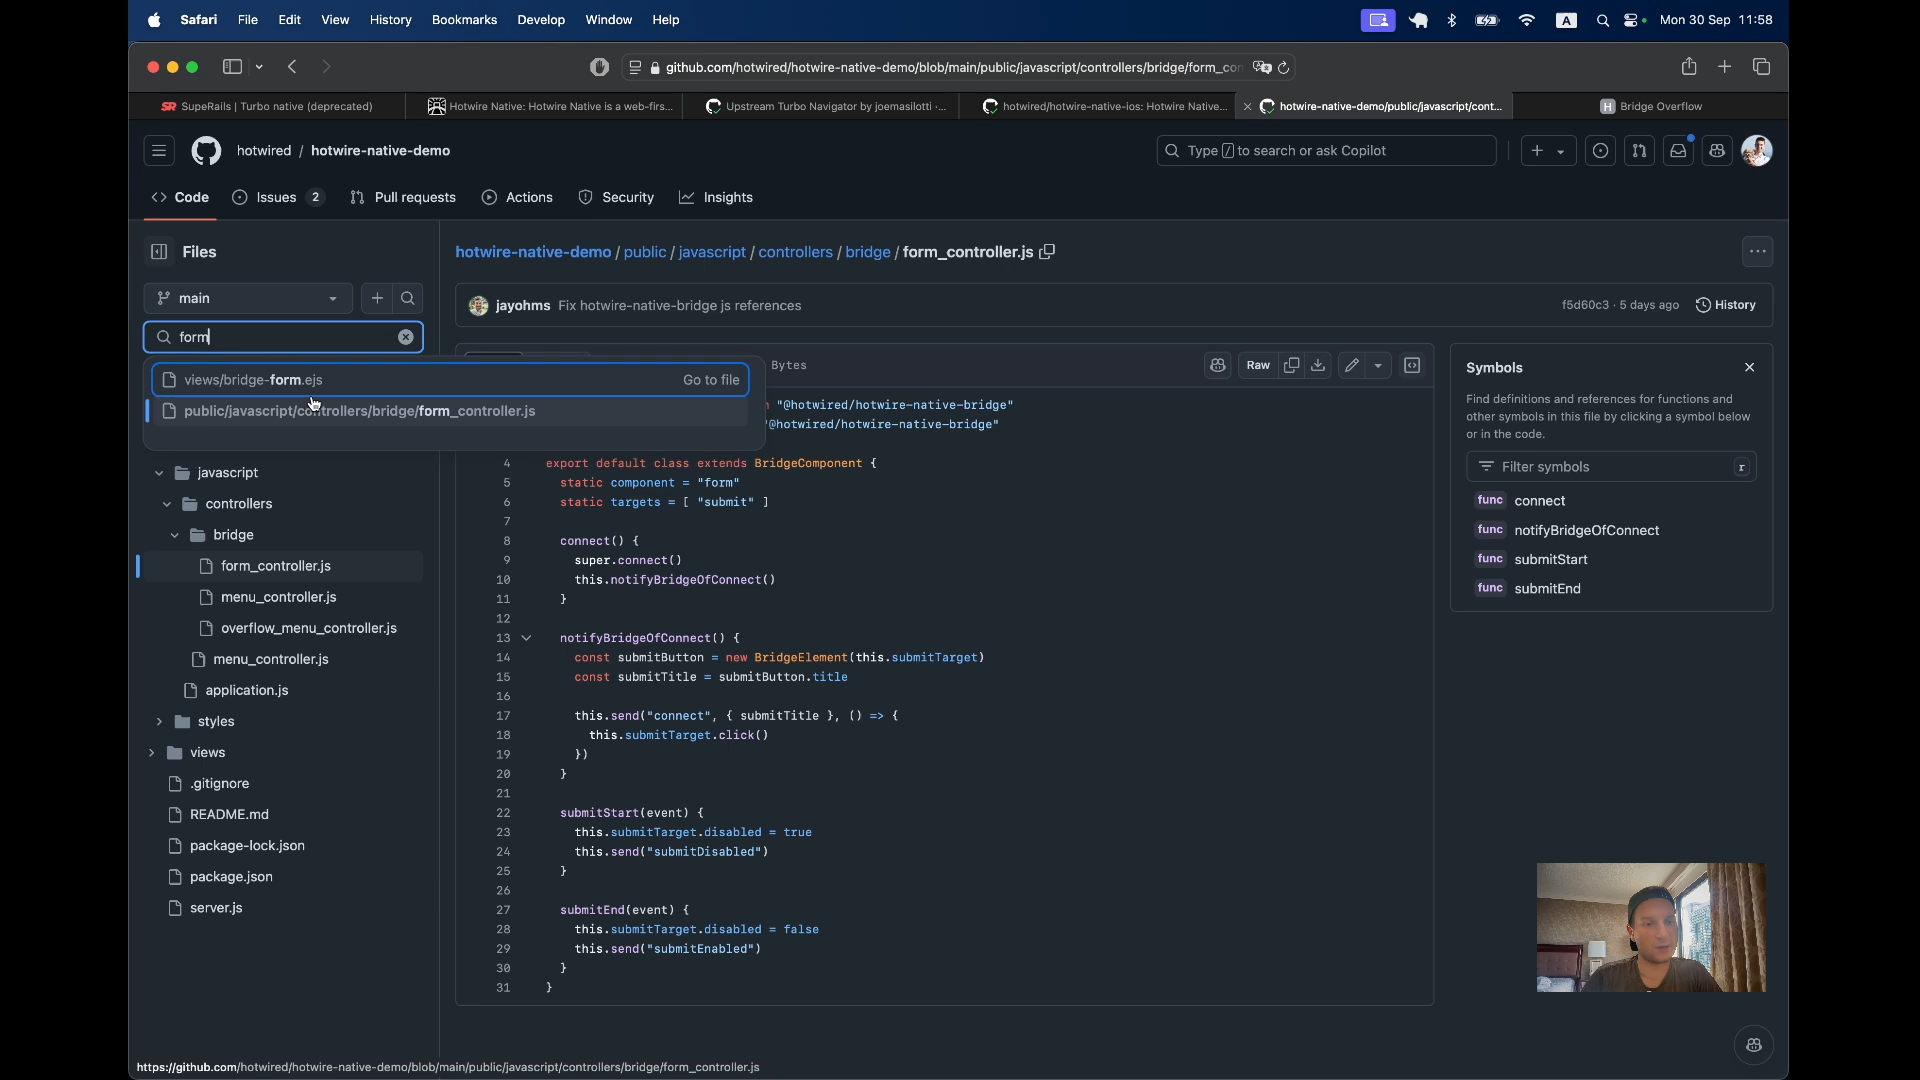 Safari File Edit View History Bookmarks Develop Window Help A Mon 30 Sep 11:58
github.com/hotwired/hotwire-native-demo/blob/main/public/javascript/controllers/bridge/form_con
SR SupeRails | Turbo native (deprecated) Hotwire Native: Hotwire Native is a web-firs... Upstream Turbo Navigator by joemasilotti ·... hotwired/hotwire-native-ios: Hotwire Native... hotwire-native-demo/public/javascript/cont... H Bridge Overflow
hotwired / hotwire-native-demo
Type / to search or ask Copilot
Code Issues 2 Pull requests Actions Security Insights
Files
main
form
views/bridge-form.ejs Go to file
public/javascript/controllers/bridge/form_controller.js
javascript
controllers
bridge
form_controller.js
menu_controller.js
overflow_menu_controller.js
menu_controller.js
application.js
styles
views
.gitignore
README.md
package-lock.json
package.json
server.js
hotwire-native-demo / public / javascript / controllers / bridge / form_controller.js
jayohms Fix hotwire-native-bridge js references f5d60c3 · 5 days ago History
Bytes Raw
"@hotwired/hotwire-native-bridge"
"@hotwired/hotwire-native-bridge"
4 export default class extends BridgeComponent {
5 static component = "form"
6 static targets = [ "submit" ]
7
8 connect() {
9 super.connect()
10 this.notifyBridgeOfConnect()
11 }
12
13 notifyBridgeOfConnect() {
14 const submitButton = new BridgeElement(this.submitTarget)
15 const submitTitle = submitButton.title
16
17 this.send("connect", { submitTitle }, () => {
18 this.submitTarget.click()
19 })
20 }
21
22 submitStart(event) {
23 this.submitTarget.disabled = true
24 this.send("submitDisabled")
25 }
26
27 submitEnd(event) {
28 this.submitTarget.disabled = false
29 this.send("submitEnabled")
30 }
31 }
Symbols
Find definitions and references for functions and
other symbols in this file by clicking a symbol below
or in the code.
Filter symbols r
func connect
func notifyBridgeOfConnect
func submitStart
func submitEnd
https://github.com/hotwired/hotwire-native-demo/blob/main/public/javascript/controllers/bridge/form_controller.js